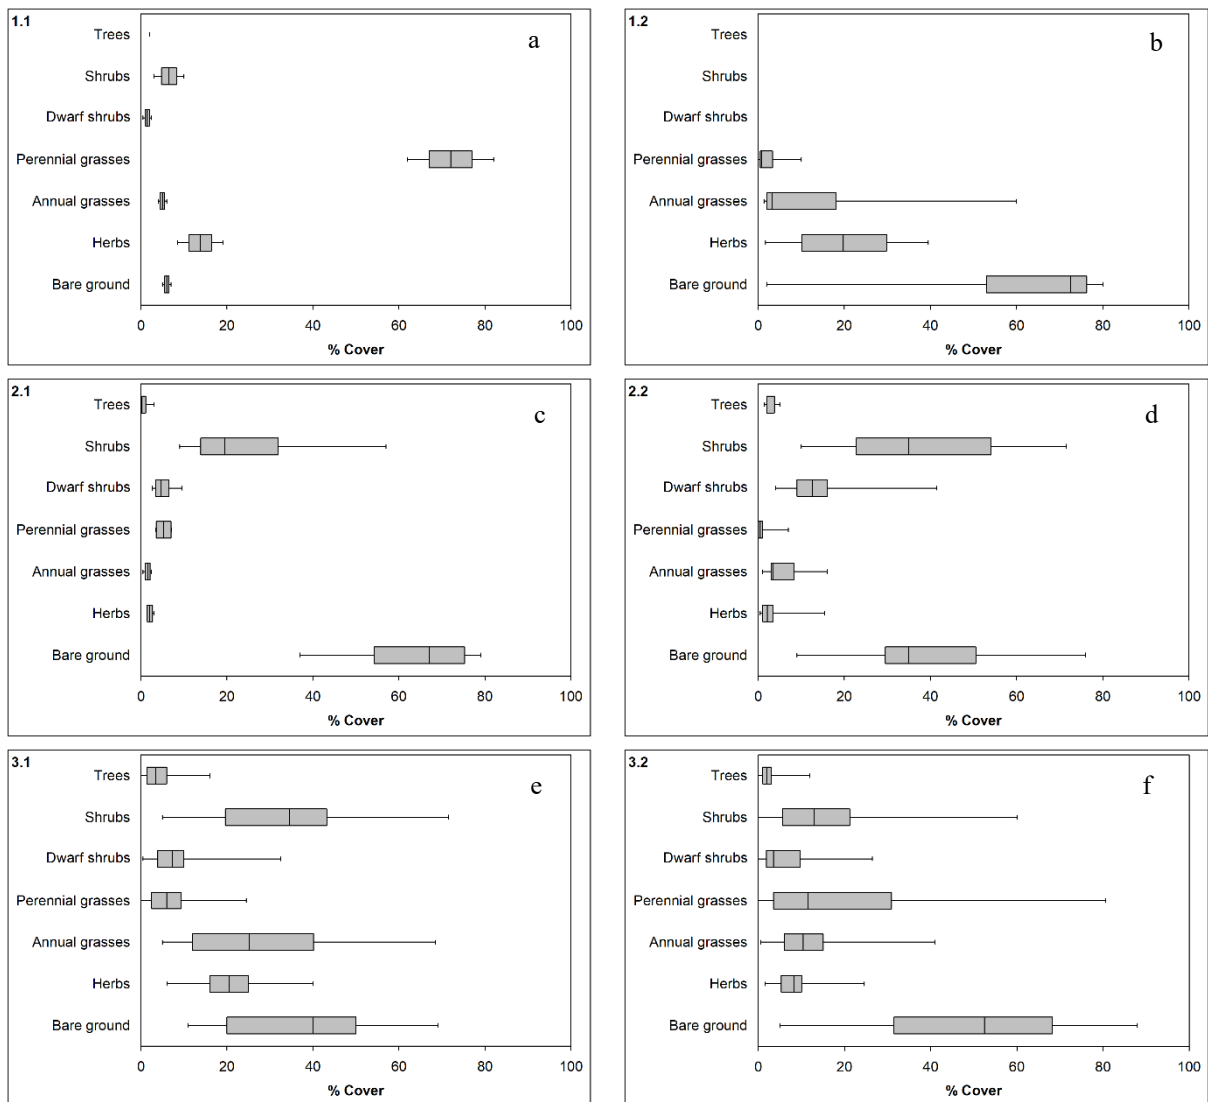 1.1
a
Trees
Shrubs
Dwarf shrubs
Perennial grasses
Annual grasses
Herbs
Bare ground
0 20 40 60 80 100
% Cover
1.2
b
Trees
Shrubs
Dwarf shrubs
Perennial grasses
Annual grasses
Herbs
Bare ground
0 20 40 60 80 100
% Cover
2.1
c
Trees
Shrubs
Dwarf shrubs
Perennial grasses
Annual grasses
Herbs
Bare ground
0 20 40 60 80 100
% Cover
2.2
d
Trees
Shrubs
Dwarf shrubs
Perennial grasses
Annual grasses
Herbs
Bare ground
0 20 40 60 80 100
% Cover
3.1
e
Trees
Shrubs
Dwarf shrubs
Perennial grasses
Annual grasses
Herbs
Bare ground
0 20 40 60 80 100
% Cover
3.2
f
Trees
Shrubs
Dwarf shrubs
Perennial grasses
Annual grasses
Herbs
Bare ground
0 20 40 60 80 100
% Cover